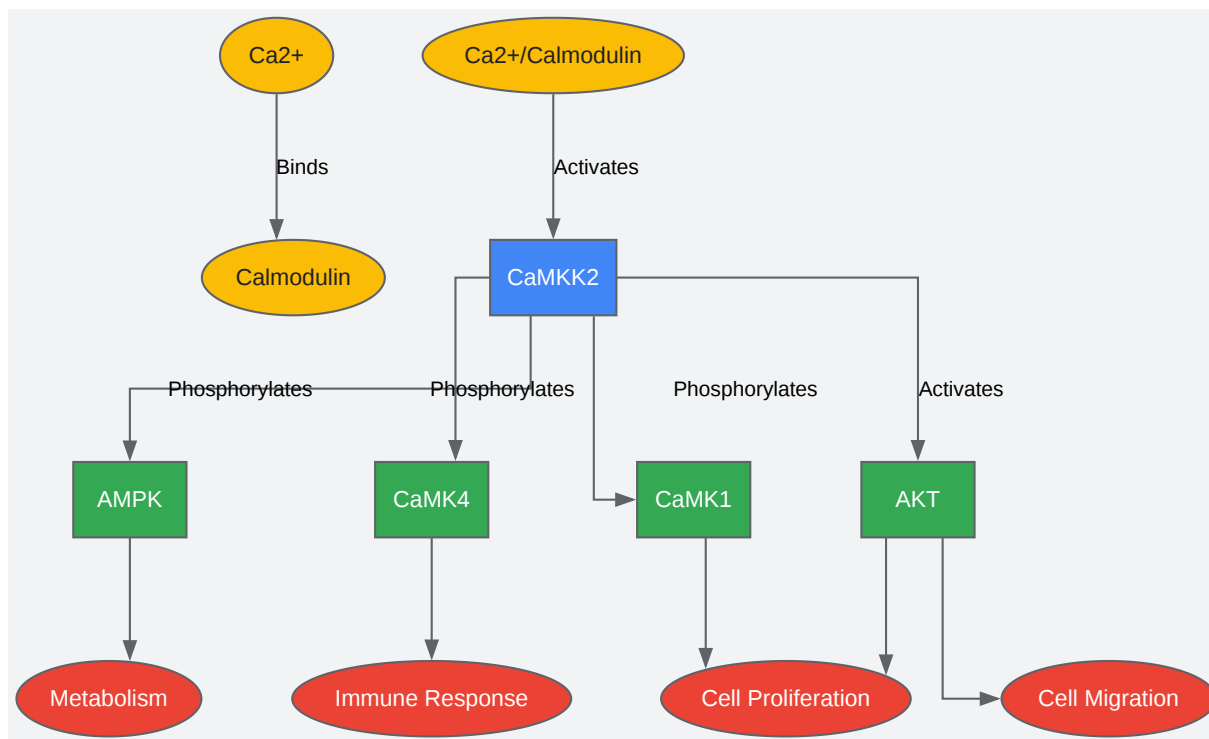 Ca2+
Ca2+/Calmodulin
Binds
Activates
Calmodulin
CaMKK2
Phosphorylates
Phosphorylates
Phosphorylates
Activates
AMPK
CaMK4
CaMK1
AKT
Metabolism
Immune Response
Cell Proliferation
Cell Migration